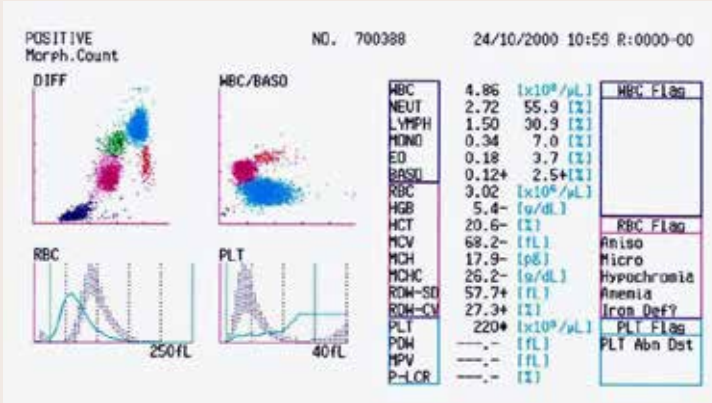 POSITIVE NO. 700388 24/10/2000 10:59 R:0000-00
Morph.Count
DIFF WBC/BASO
WBC 4.86 [x10³/µL]
NEUT 2.72 55.9 [%]
LYMPH 1.50 30.9 [%]
MONO 0.34 7.0 [%]
EO 0.18 3.7 [%]
BASO 0.12+ 2.5+[%]
RBC 3.02 [x10⁶/µL]
HGB 5.4- [g/dL]
HCT 20.6- [%]
MCV 68.2- [fL]
MCH 17.9- [pg]
MCHC 26.2- [g/dL]
RDW-SD 57.7+ [fL]
RDW-CV 27.3+ [%]
PLT 220* [x10³/µL]
PDW ---.- [fL]
MPV ---.- [fL]
P-LCR ---.- [%]
WBC Flag
RBC Flag
Aniso
Micro
Hypochromia
Anemia
Iron Def?
PLT Flag
PLT Abn Dst
RBC PLT
250fL 40fL